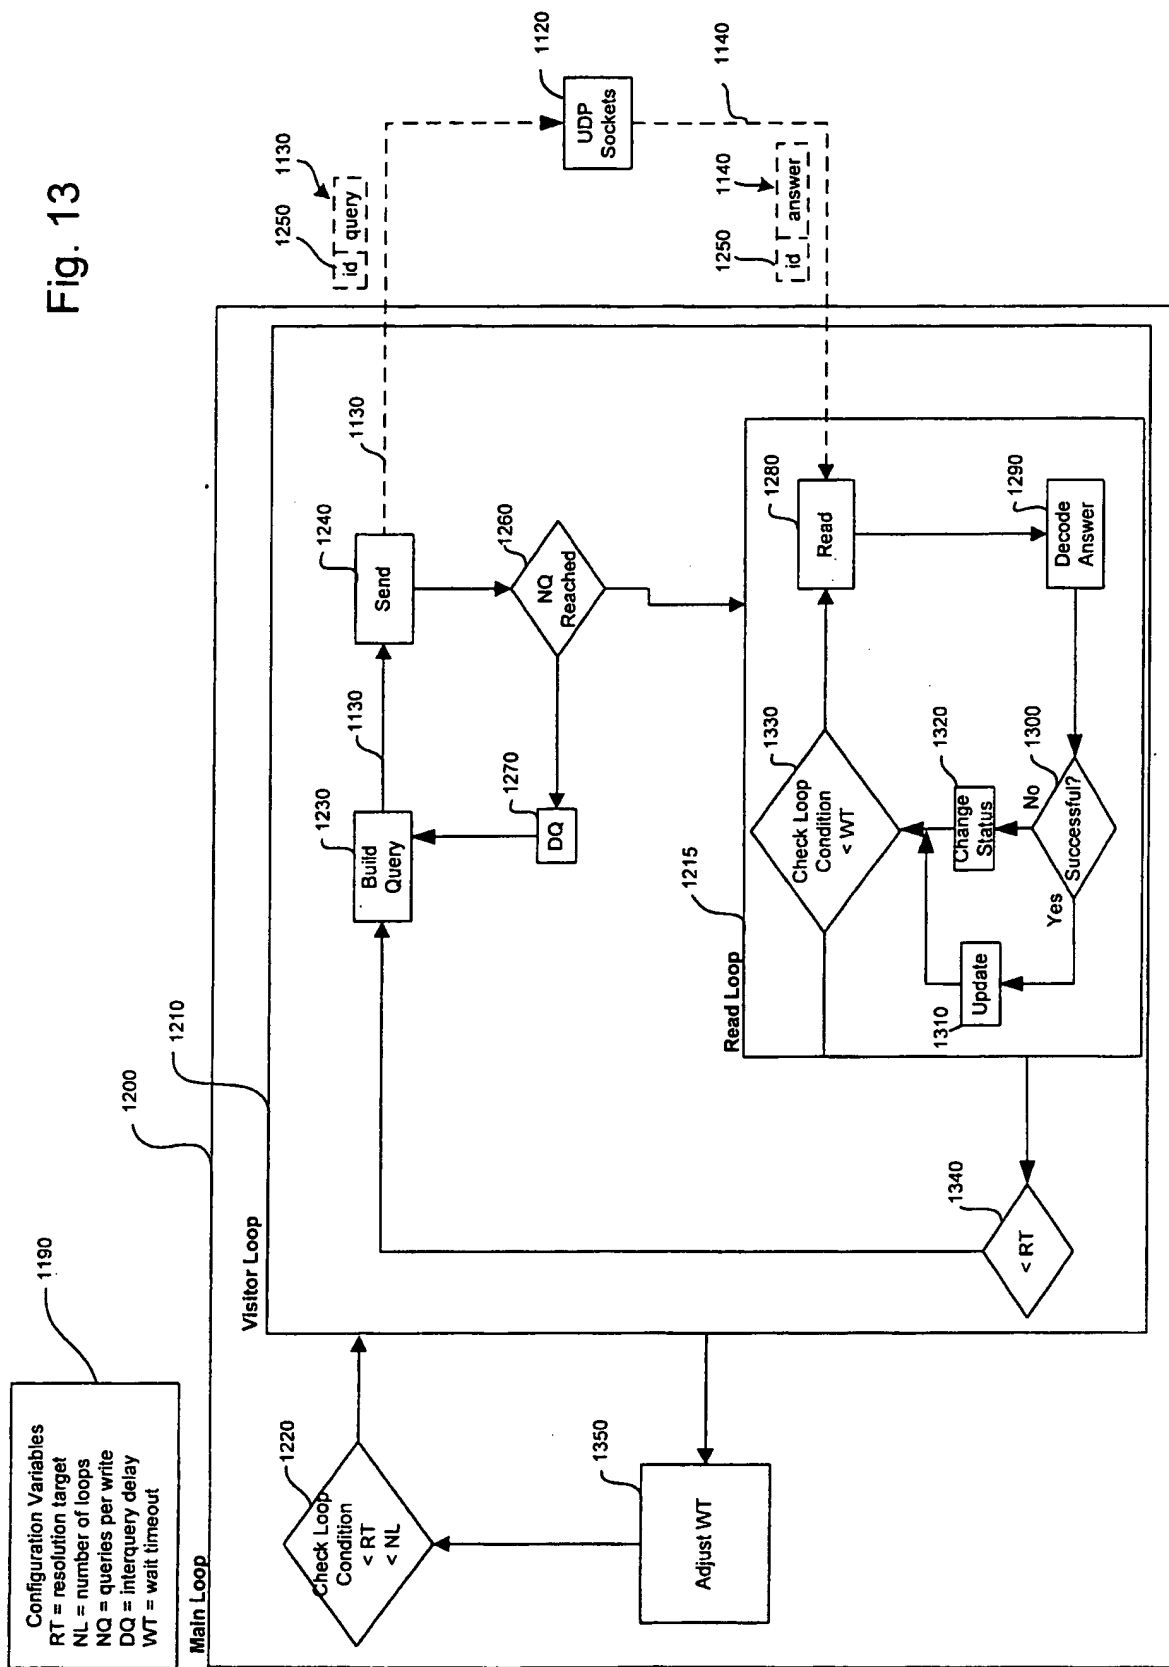 Fig. 13
Configuration Variables
RT = resolution target
NL = number of loops
NQ = queries per write
DQ = interquery delay
WT = wait timeout
1190
Main Loop
1200
Visitor Loop
1210
Check Loop
Condition
< RT
< NL
1220
Adjust WT
1350
Build
Query
1230
1130
Send
1240
1130
1250
1130
id
query
UDP
Sockets
1120
1140
1250
1140
id
answer
NQ
Reached
1260
DQ
1270
Read Loop
1215
Check Loop
Condition
< WT
1330
Read
1280
Decode
Answer
1290
Successful?
1300
Yes
No
Update
1310
Change
Status
1320
< RT
1340